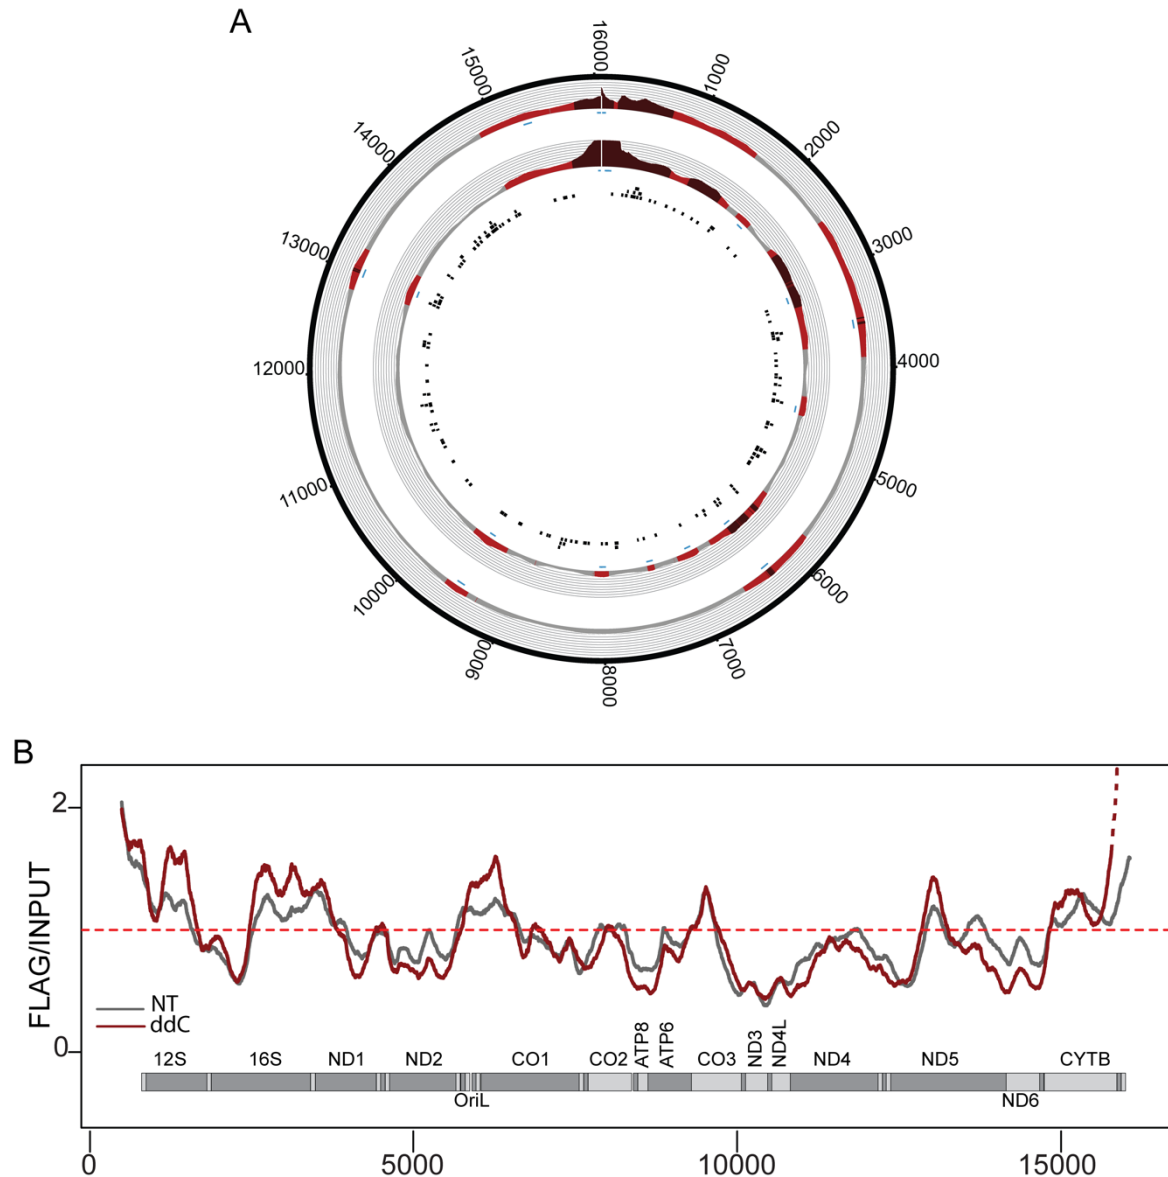 A
16000
1000
2000
3000
4000
5000
6000
7000
8000
9000
10000
11000
12000
13000
14000
15000
B
FLAG/INPUT
2
0
NT
ddC
12S
16S
ND1
ND2
OriL
CO1
CO2
ATP8
ATP6
CO3
ND3
ND4L
ND4
ND5
ND6
CYTB
0
5000
10000
15000